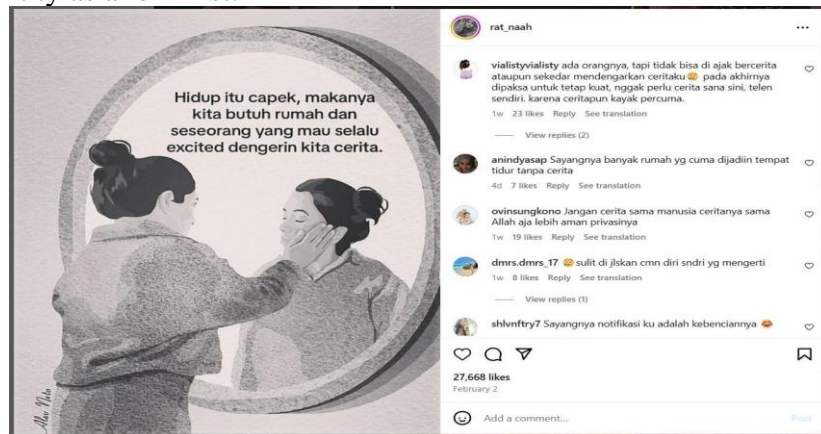 Hidup itu capek, makanya
kita butuh rumah dan
seseorang yang mau selalu
excited dengerin kita cerita.
rat_naah
vialistyvialisty ada orangnya, tapi tidak bisa di ajak bercerita
ataupun sekedar mendengarkan ceritaku😥 pada akhirnya
dipaksa untuk tetap kuat, nggak perlu cerita sana sini, telen
sendiri. karena ceritapun kayak percuma.
1w 23 likes Reply See translation
View replies (2)
anindyasap Sayangnya banyak rumah yg cuma dijadiin tempat
tidur tanpa cerita
4d 7 likes Reply See translation
ovinsungkono Jangan cerita sama manusia ceritanya sama
Allah aja lebih aman privasinya
1w 19 likes Reply See translation
dmrs.dmrs_17 😥 sulit di jlskan cmn diri sndri yg mengerti
1w 8 likes Reply See translation
View replies (1)
shlvnftry7 Sayangnya notifikasi ku adalah kebenciannya 😂
27,668 likes
February 2
Add a comment...
Post